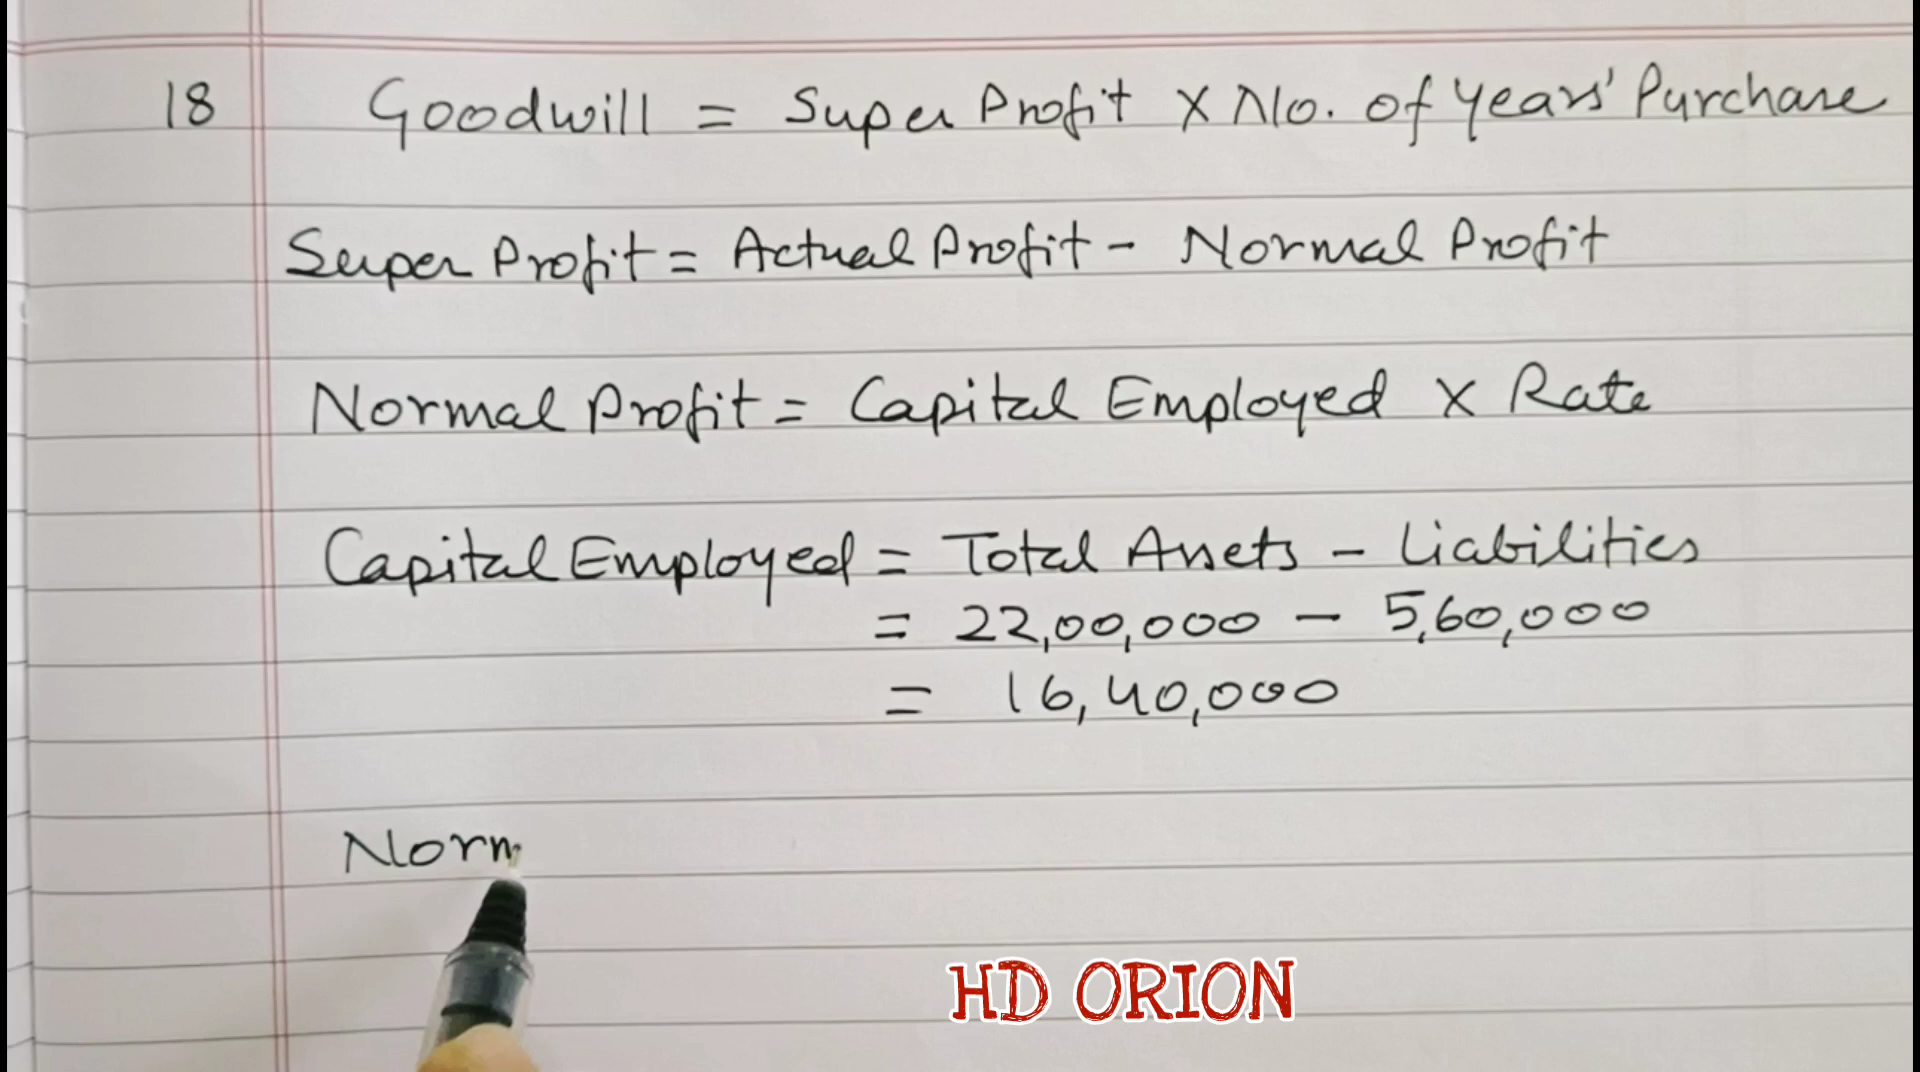 18 Goodwill = Super Profit X No. of Years' Purchase
Super Profit = Actual Profit - Normal Profit
Normal Profit = Capital Employed X Rate
Capital Employed = Total Assets - Liabilities
= 22,00,000 - 5,60,000
= 16,40,000
Norm
HD ORION